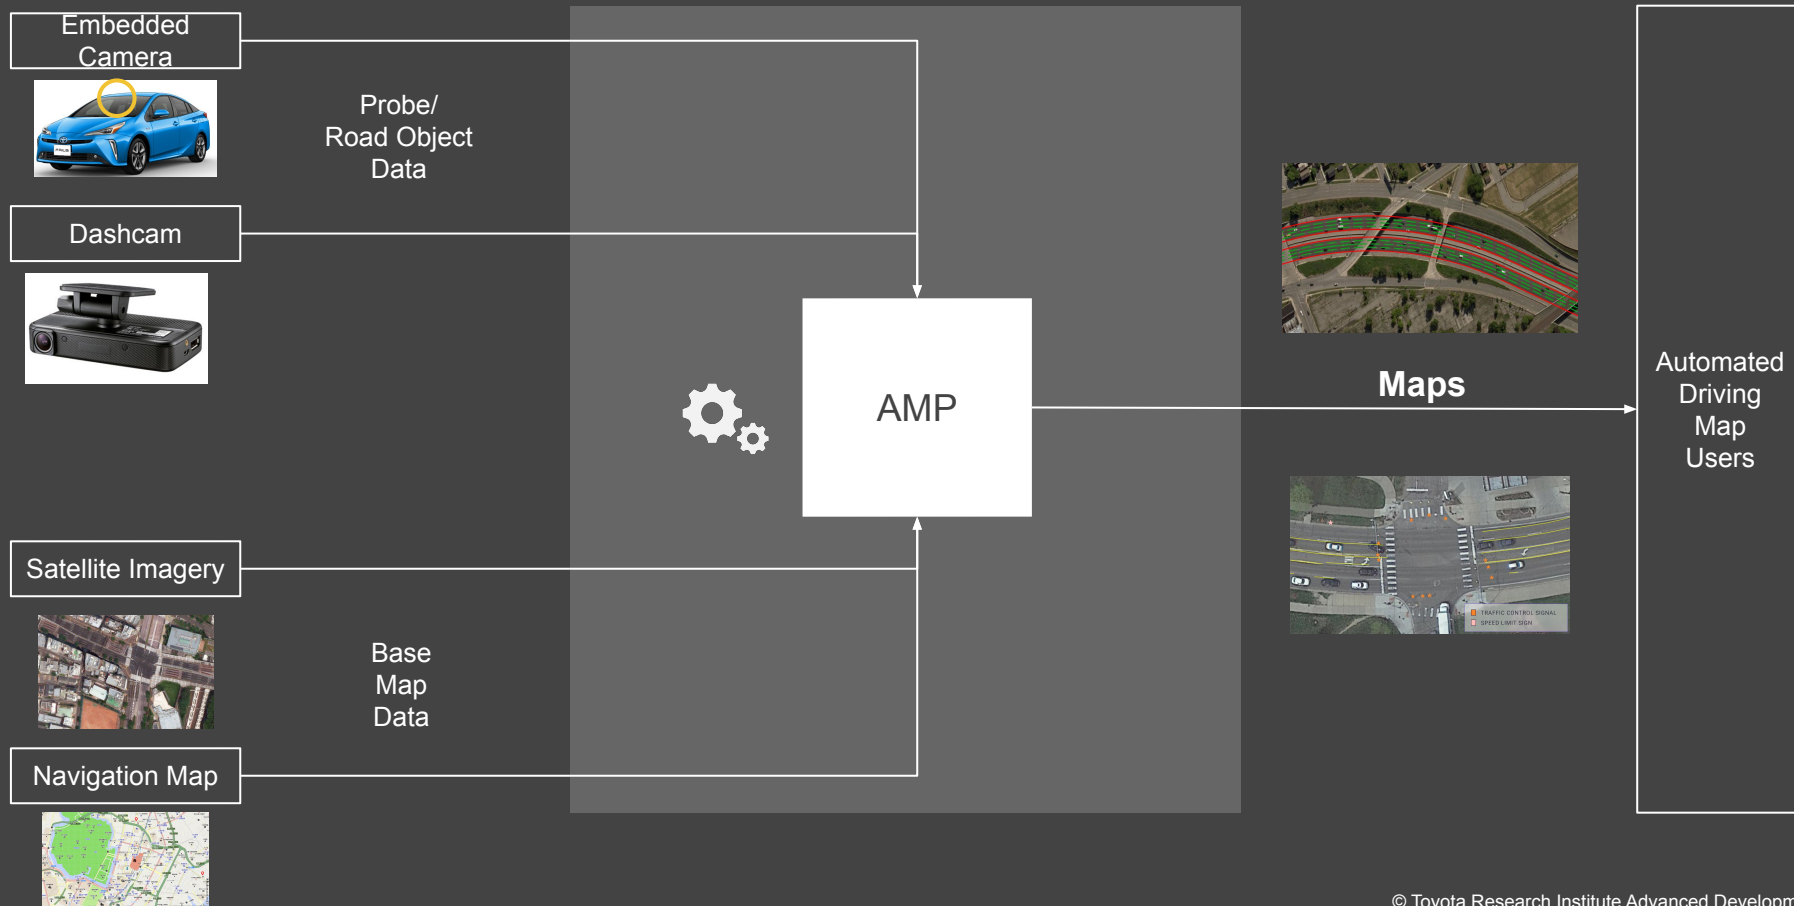 Embedded
Camera
Probe/
Road Object
Data
Dashcam
AMP
Maps
Automated
Driving
Map
Users
Satellite Imagery
TRAFFIC CONTROL SIGNAL
SPEED LIMIT SIGN
Base
Map
Data
Navigation Map
© Toyota Research Institute Advanced Developm